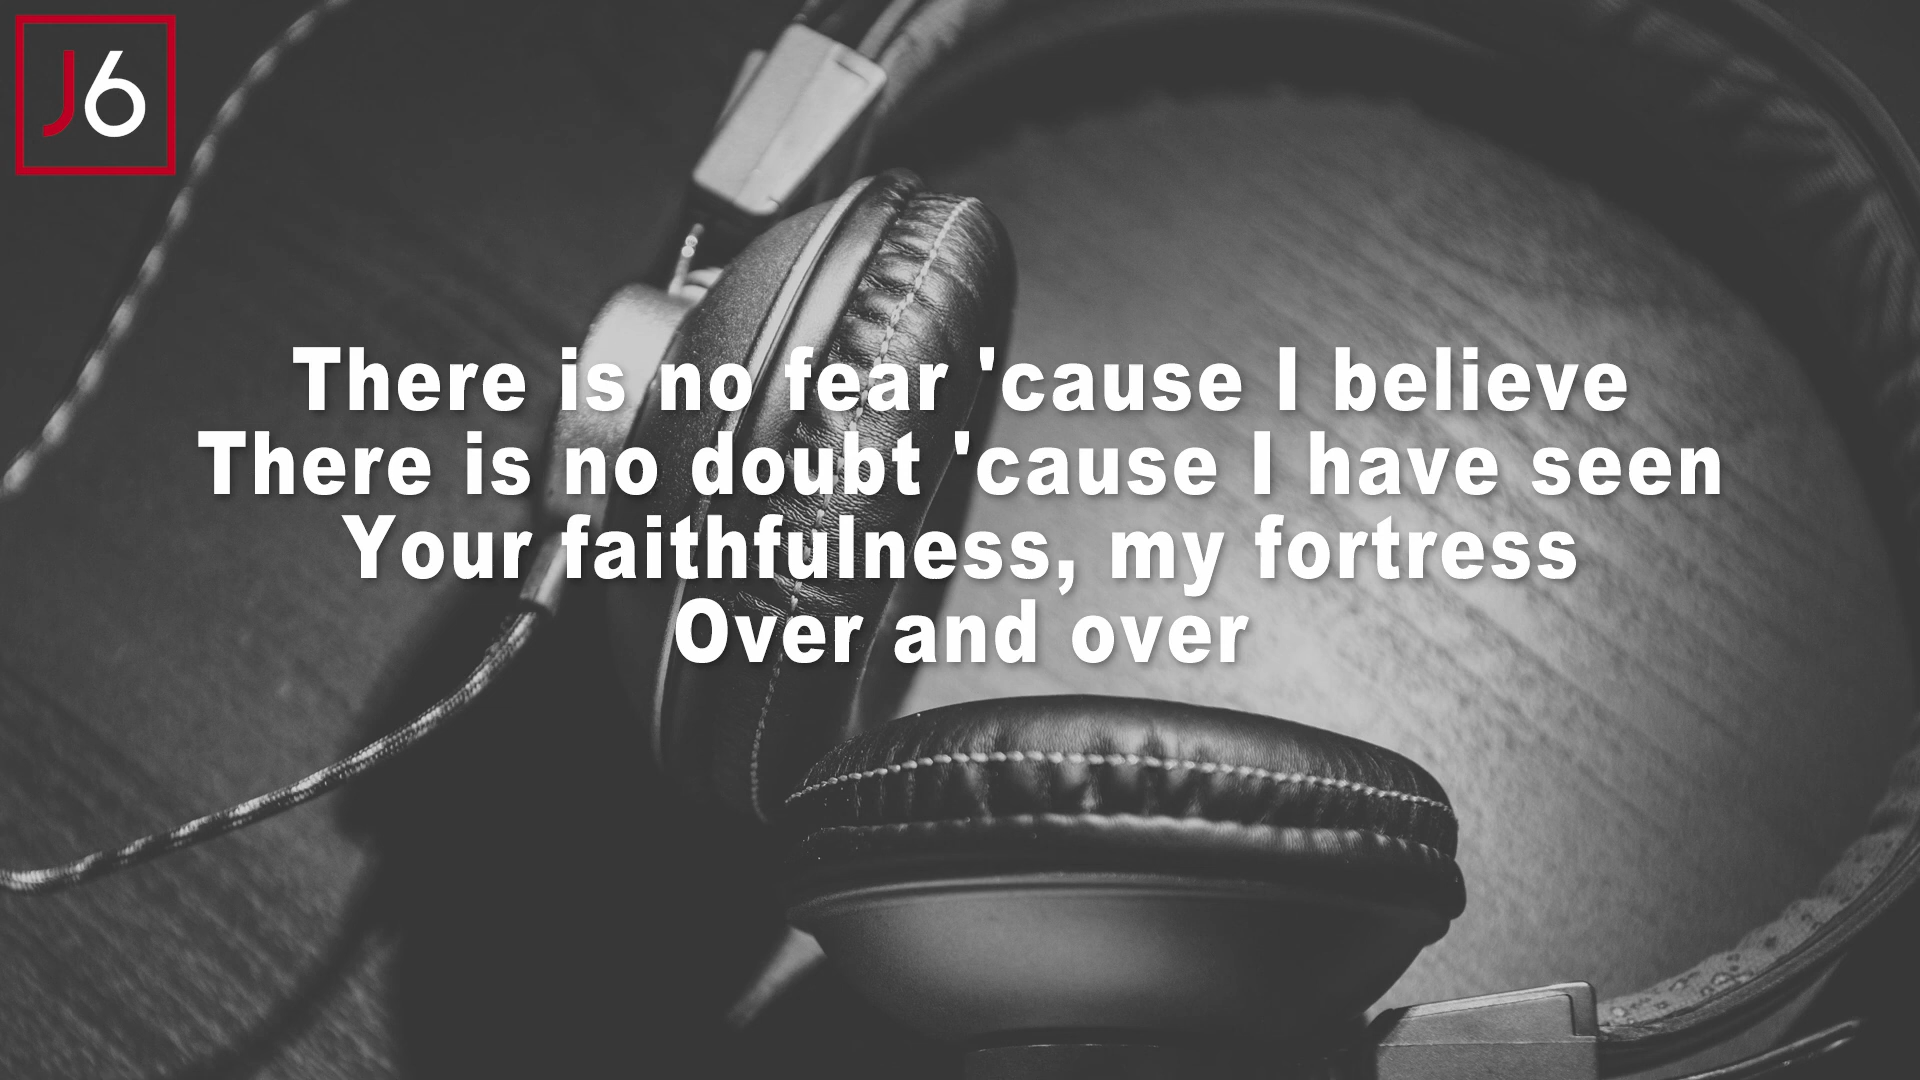 J6
There is no fear 'cause I believe
There is no doubt 'cause I have seen
Your faithfulness, my fortress
Over and over